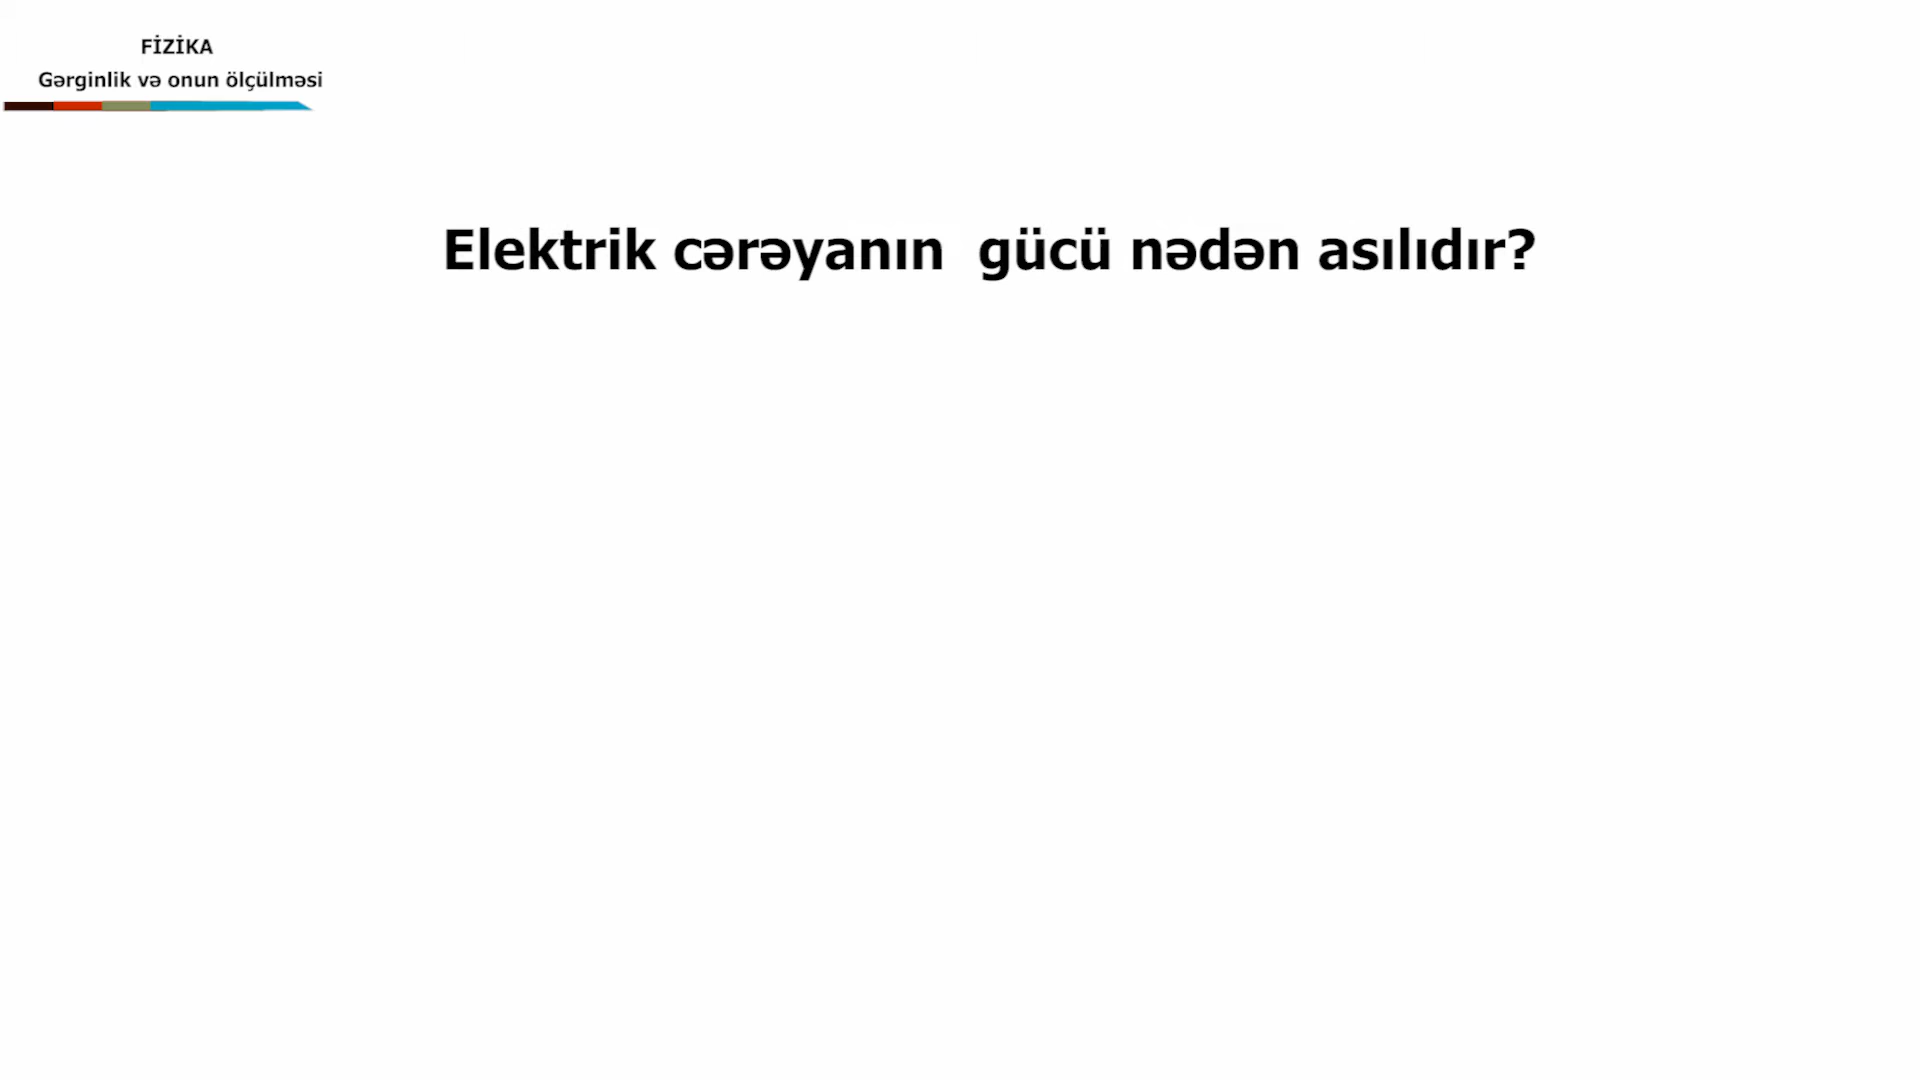 FİZİKA
Gərginlik və onun ölçülməsi
Elektrik cərəyanın  gücü nədən asılıdır?